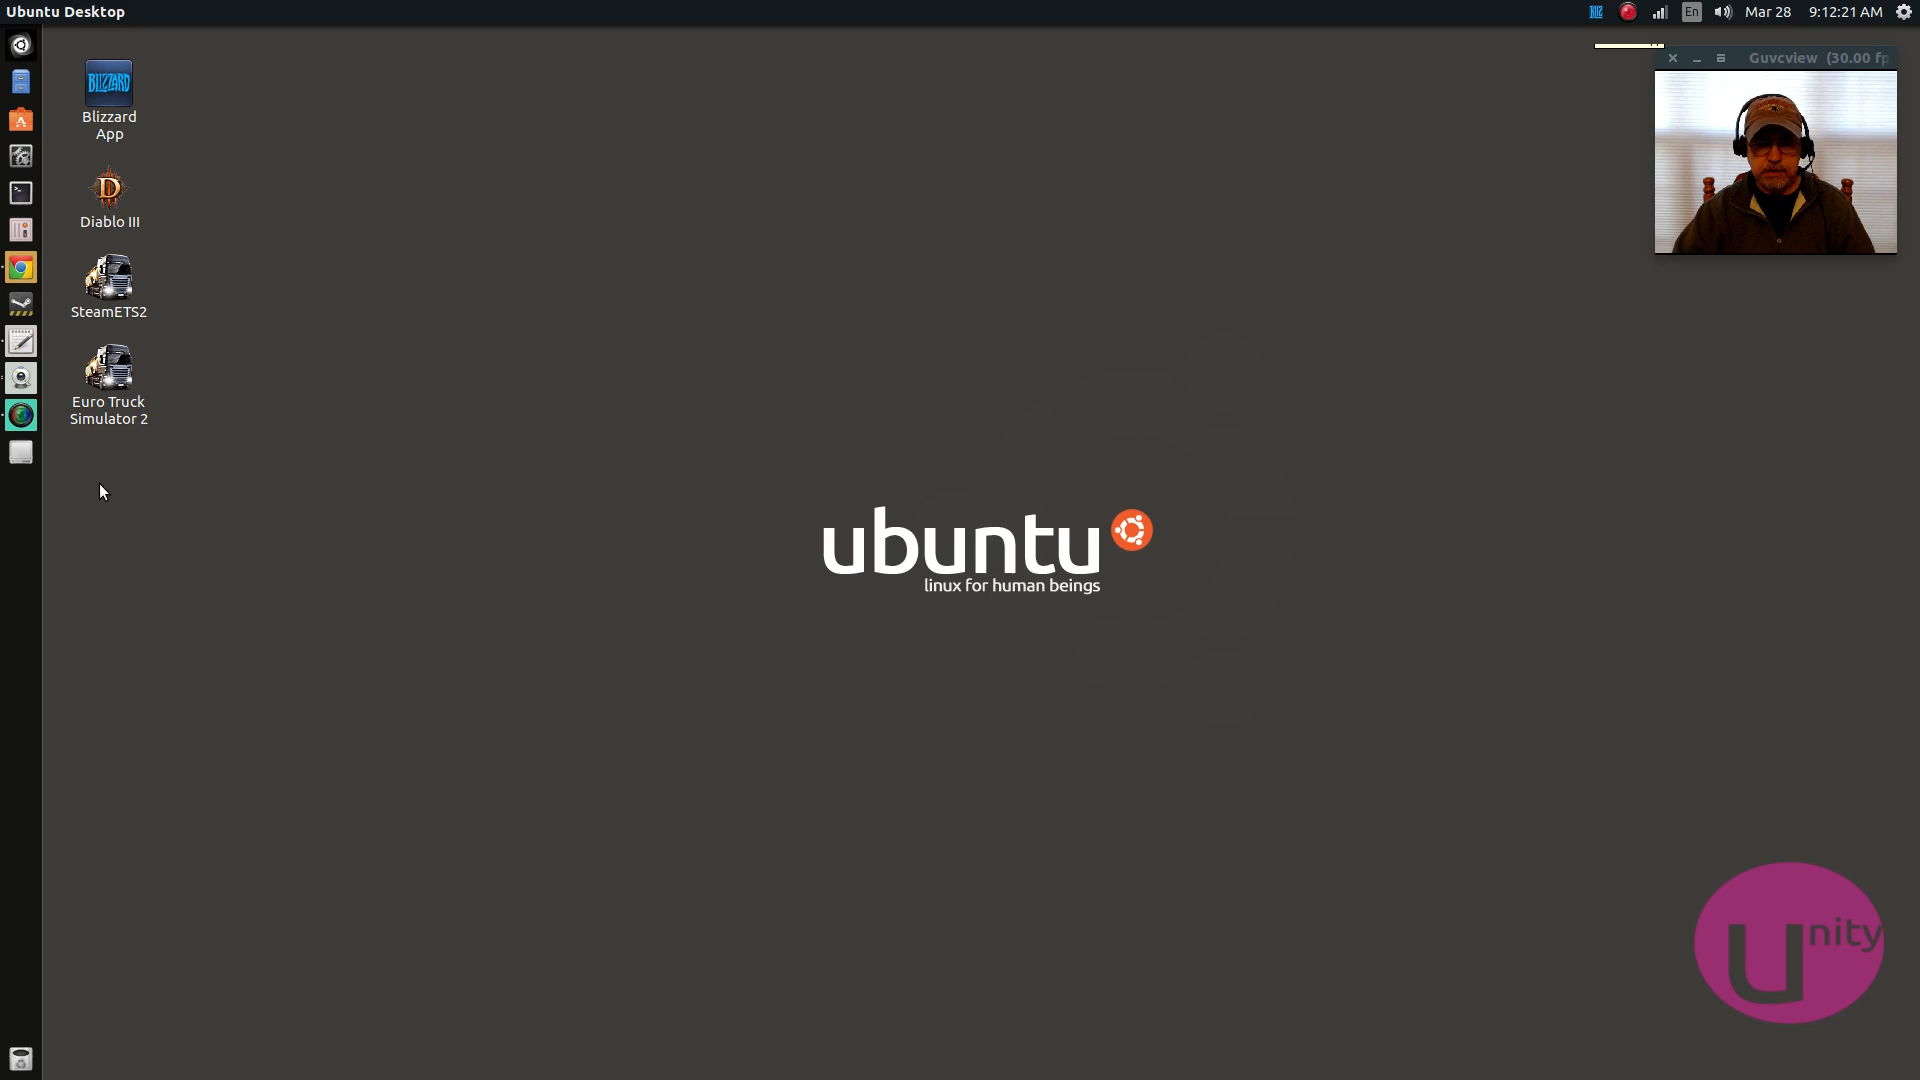 Ubuntu Desktop
En
Mar 28
9:12:21 AM
Guvcview (30.00 fp
BLIZZARD
Blizzard
App
D
Diablo III
SteamETS2
Euro Truck
Simulator 2
ubuntu
linux for human beings
Unity